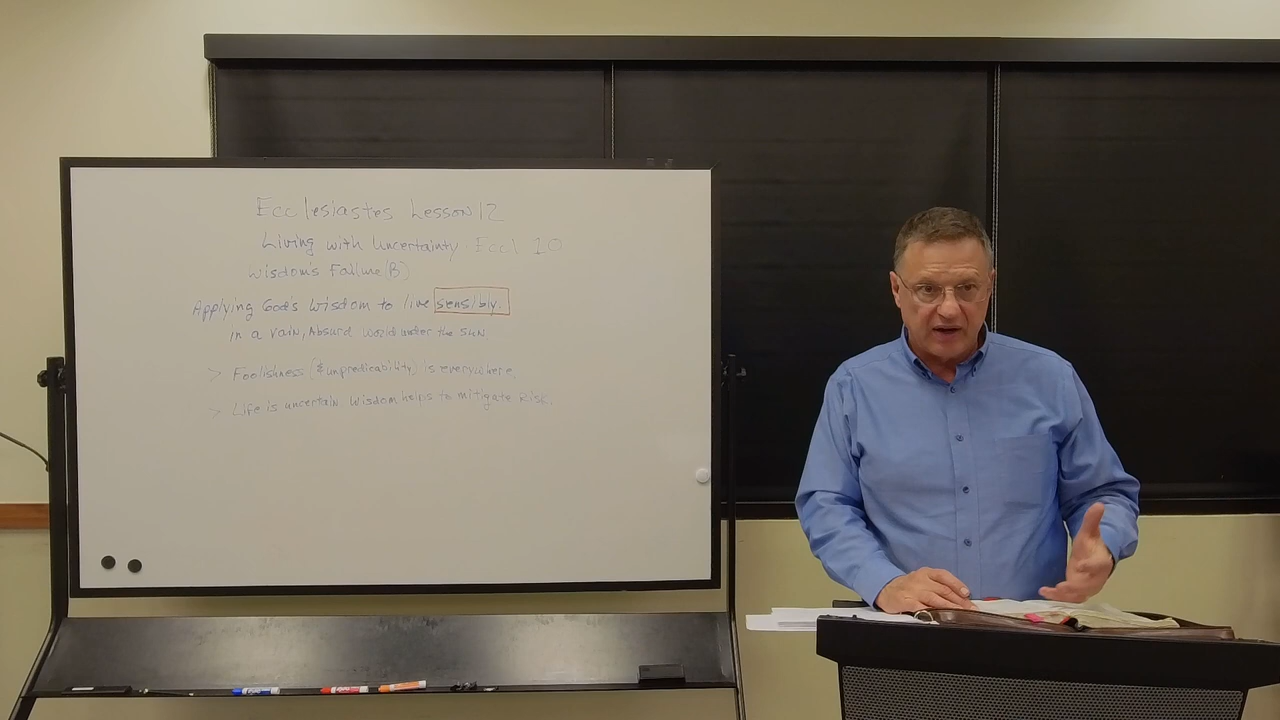 Ecclesiastes Lesson 12
Living with Uncertainty Eccl 10
Wisdom's Failure (B)
Applying God's Wisdom to live sensibly.
in a vain, Absurd World under the SUN
> Foolishness (& unpredicability) is everywhere.
> Life is uncertain Wisdom helps to mitigate Risk.